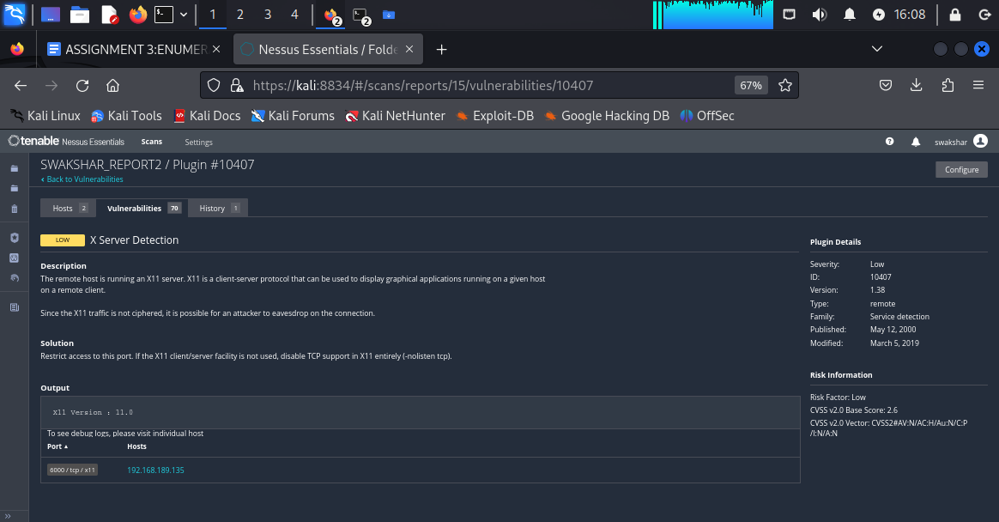 1 2 3 4 2 2 16:08
ASSIGNMENT 3:ENUMER Nessus Essentials / Folde
https://kali:8834/#/scans/reports/15/vulnerabilities/10407 67%
Kali Linux Kali Tools Kali Docs Kali Forums Kali NetHunter Exploit-DB Google Hacking DB OffSec
tenable Nessus Essentials Scans Settings swakshar
SWAKSHAR_REPORT2 / Plugin #10407
Configure
‹ Back to Vulnerabilities
Hosts 2 Vulnerabilities 70 History 1
LOW X Server Detection
Description
The remote host is running an X11 server. X11 is a client-server protocol that can be used to display graphical applications running on a given host
on a remote client.
Since the X11 traffic is not ciphered, it is possible for an attacker to eavesdrop on the connection.
Solution
Restrict access to this port. If the X11 client/server facility is not used, disable TCP support in X11 entirely (-nolisten tcp).
Output
X11 Version : 11.0
To see debug logs, please visit individual host
Port ▲ Hosts
6000 / tcp / x11 192.168.189.135
Plugin Details
Severity: Low
ID: 10407
Version: 1.38
Type: remote
Family: Service detection
Published: May 12, 2000
Modified: March 5, 2019
Risk Information
Risk Factor: Low
CVSS v2.0 Base Score: 2.6
CVSS v2.0 Vector: CVSS2#AV:N/AC:H/Au:N/C:P
/I:N/A:N